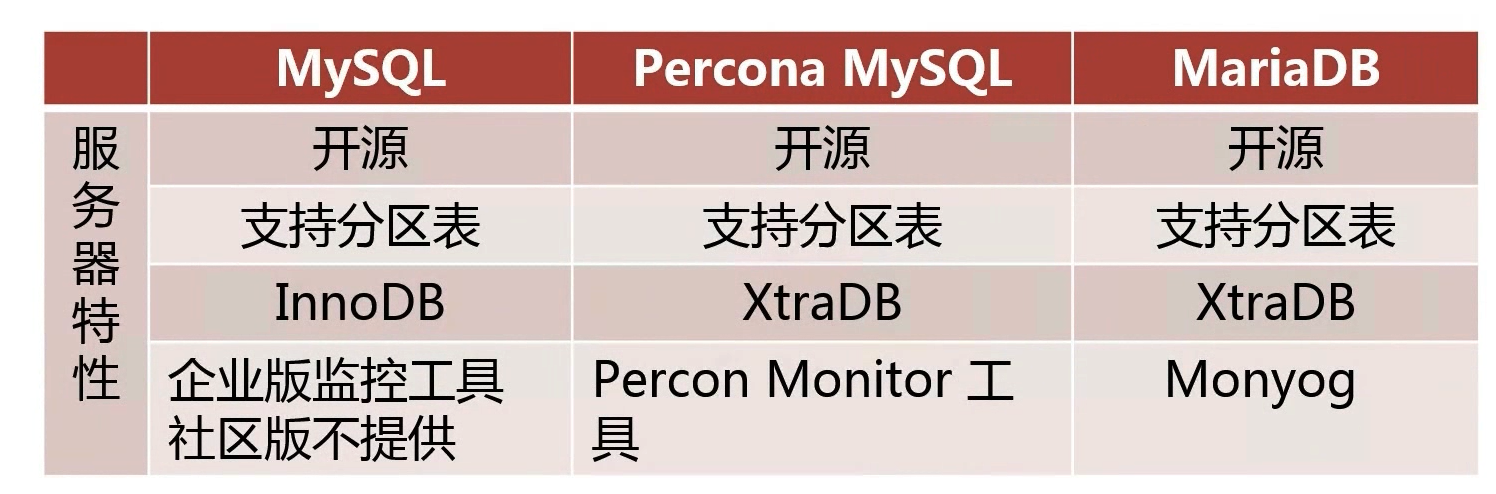 MySQL Percona MySQL MariaDB
服务器特性
开源 开源 开源
支持分区表 支持分区表 支持分区表
InnoDB XtraDB XtraDB
企业版监控工具
社区版不提供
Percon Monitor 工
具
Monyog